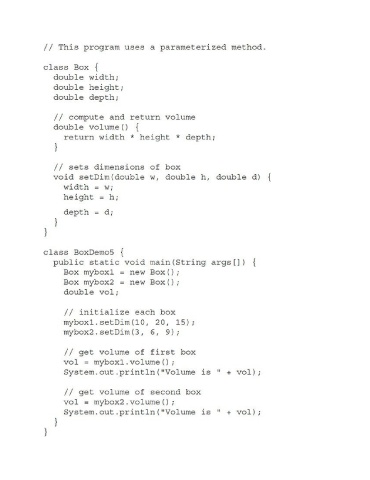 // This program uses a parameterized method.

class Box {
  double width;
  double height;
  double depth;

  // compute and return volume
  double volume() {
    return width * height * depth;
  }

  // sets dimensions of box
  void setDim(double w, double h, double d) {
    width = w;
    height = h;

    depth = d;
  }
}

class BoxDemo5 {
  public static void main(String args[]) {
    Box mybox1 = new Box();
    Box mybox2 = new Box();
    double vol;

    // initialize each box
    mybox1.setDim(10, 20, 15);
    mybox2.setDim(3, 6, 9);

    // get volume of first box
    vol = mybox1.volume();
    System.out.println("Volume is " + vol);

    // get volume of second box
    vol = mybox2.volume();
    System.out.println("Volume is " + vol);
  }
}